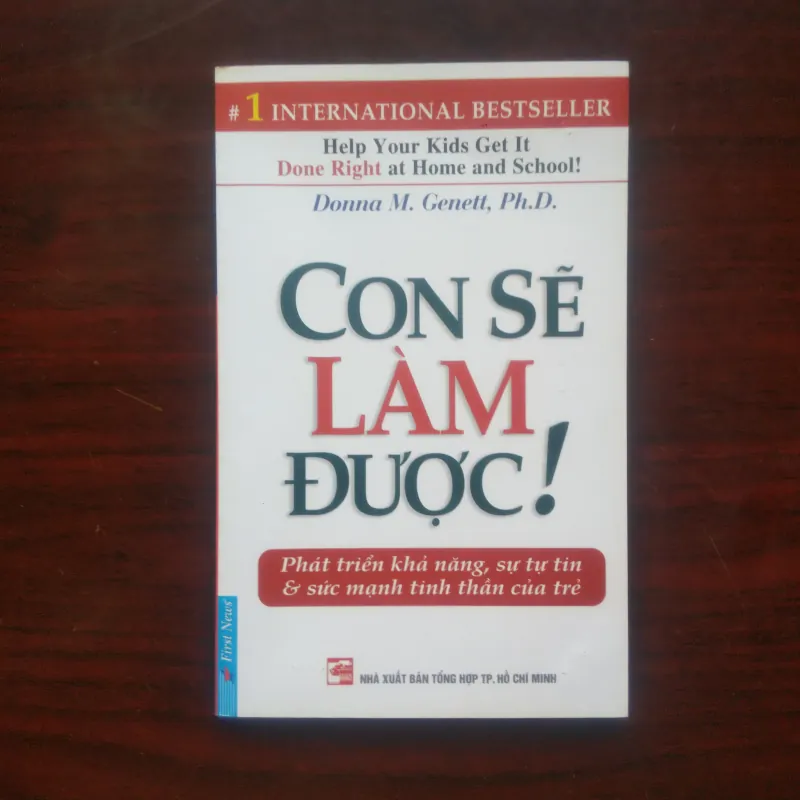 # 1 INTERNATIONAL BESTSELLER
Help Your Kids Get It
Done Right at Home and School!
Donna M. Genett, Ph.D.
CON SẼ
LÀM
ĐƯỢC!
Phát triển khả năng, sự tự tin
& sức mạnh tinh thần của trẻ
First News
NHÀ XUẤT BẢN TỔNG HỢP TP. HỒ CHÍ MINH